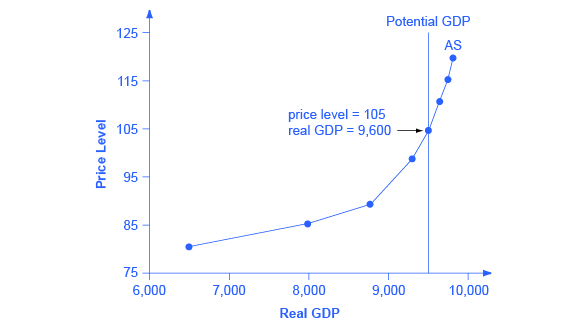 Potential GDP
AS
125
115
105
95
85
75
price level = 105
real GDP = 9,600
Price Level
6,000
7,000
8,000
9,000
10,000
Real GDP